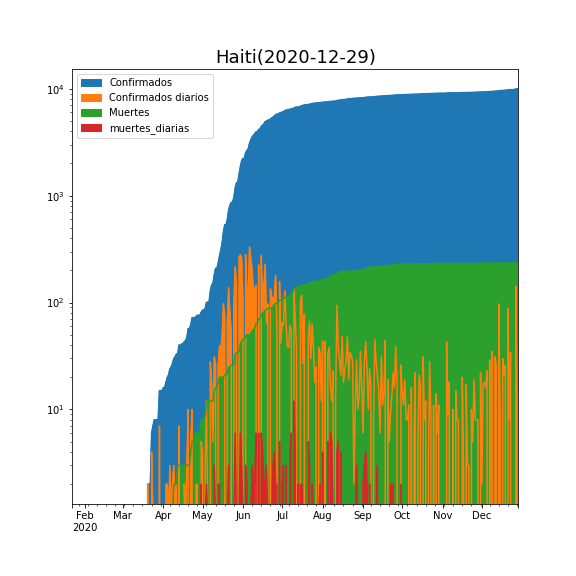 Haiti(2020-12-29)
Confirmados
Confirmados diarios
Muertes
muertes_diarias
10⁴
10³
10²
10¹
Feb Mar Apr May Jun Jul Aug Sep Oct Nov Dec
2020